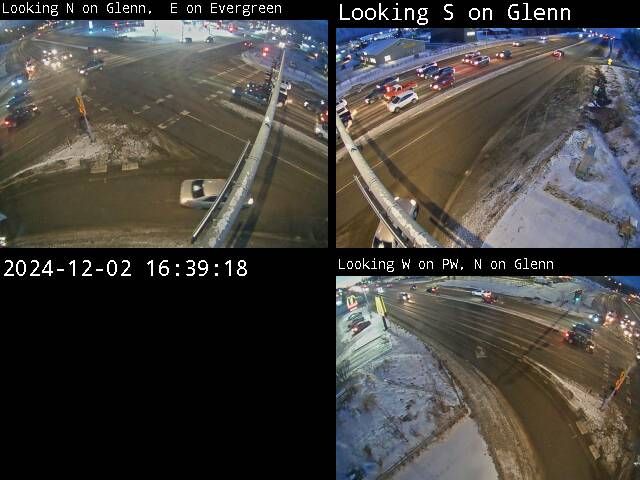 Looking N on Glenn, E on Evergreen
Looking S on Glenn
2024-12-02 16:39:18
Looking W on PW, N on Glenn